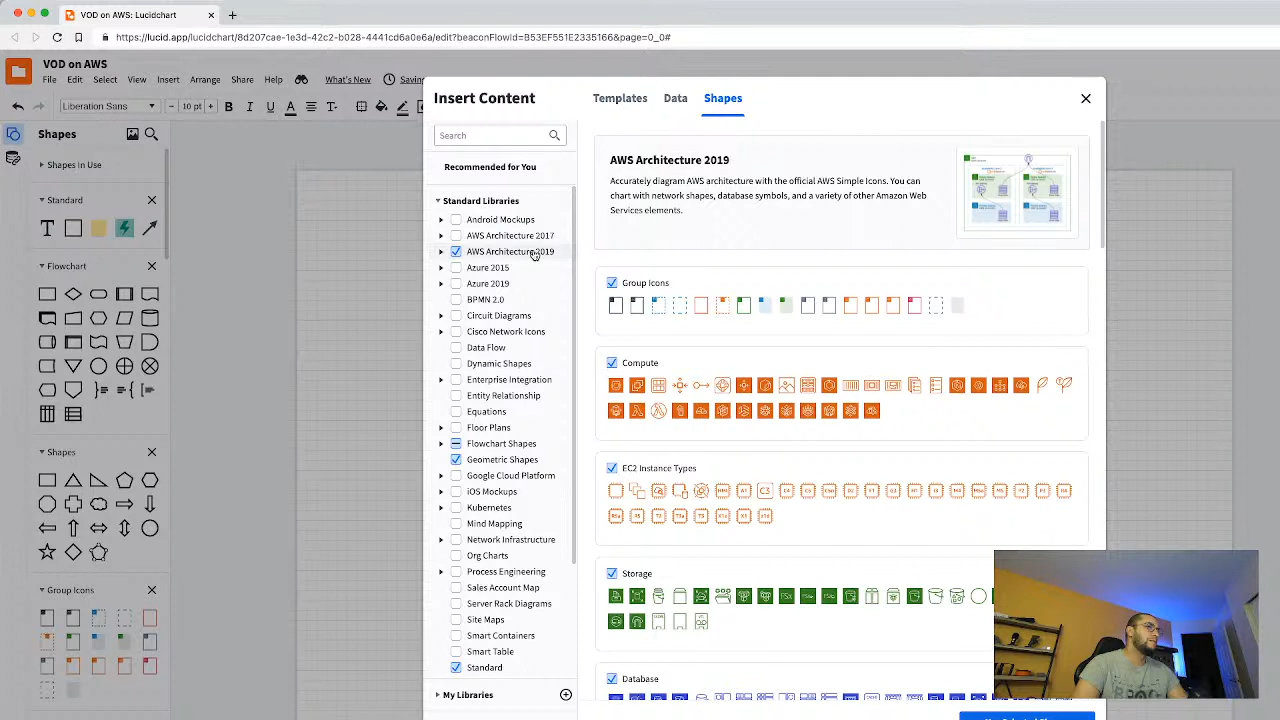 VOD on AWS: Lucidchart
https://lucid.app/lucidchart/8d207cae-1e3d-42c2-b028-4441cd6a0e6a/edit?beaconFlowId=B53EF551E2335166&page=0_0#
VOD on AWS
File Edit Select View Insert Arrange Share Help What's New Saving
Liberation Sans 10 pt B I U A T
Shapes
Shapes in Use
Standard
T
Flowchart
Shapes
Group Icons
Insert Content
Templates Data Shapes
Search
Recommended for You
Standard Libraries
Android Mockups
AWS Architecture 2017
AWS Architecture 2019
Azure 2015
Azure 2019
BPMN 2.0
Circuit Diagrams
Cisco Network Icons
Data Flow
Dynamic Shapes
Enterprise Integration
Entity Relationship
Equations
Floor Plans
Flowchart Shapes
Geometric Shapes
Google Cloud Platform
iOS Mockups
Kubernetes
Mind Mapping
Network Infrastructure
Org Charts
Process Engineering
Sales Account Map
Server Rack Diagrams
Site Maps
Smart Containers
Smart Table
Standard
My Libraries
AWS Architecture 2019
Accurately diagram AWS architecture with the official AWS Simple Icons. You can
chart with network shapes, database symbols, and a variety of other Amazon Web
Services elements.
Group Icons
Compute
EC2 Instance Types
Storage
Database